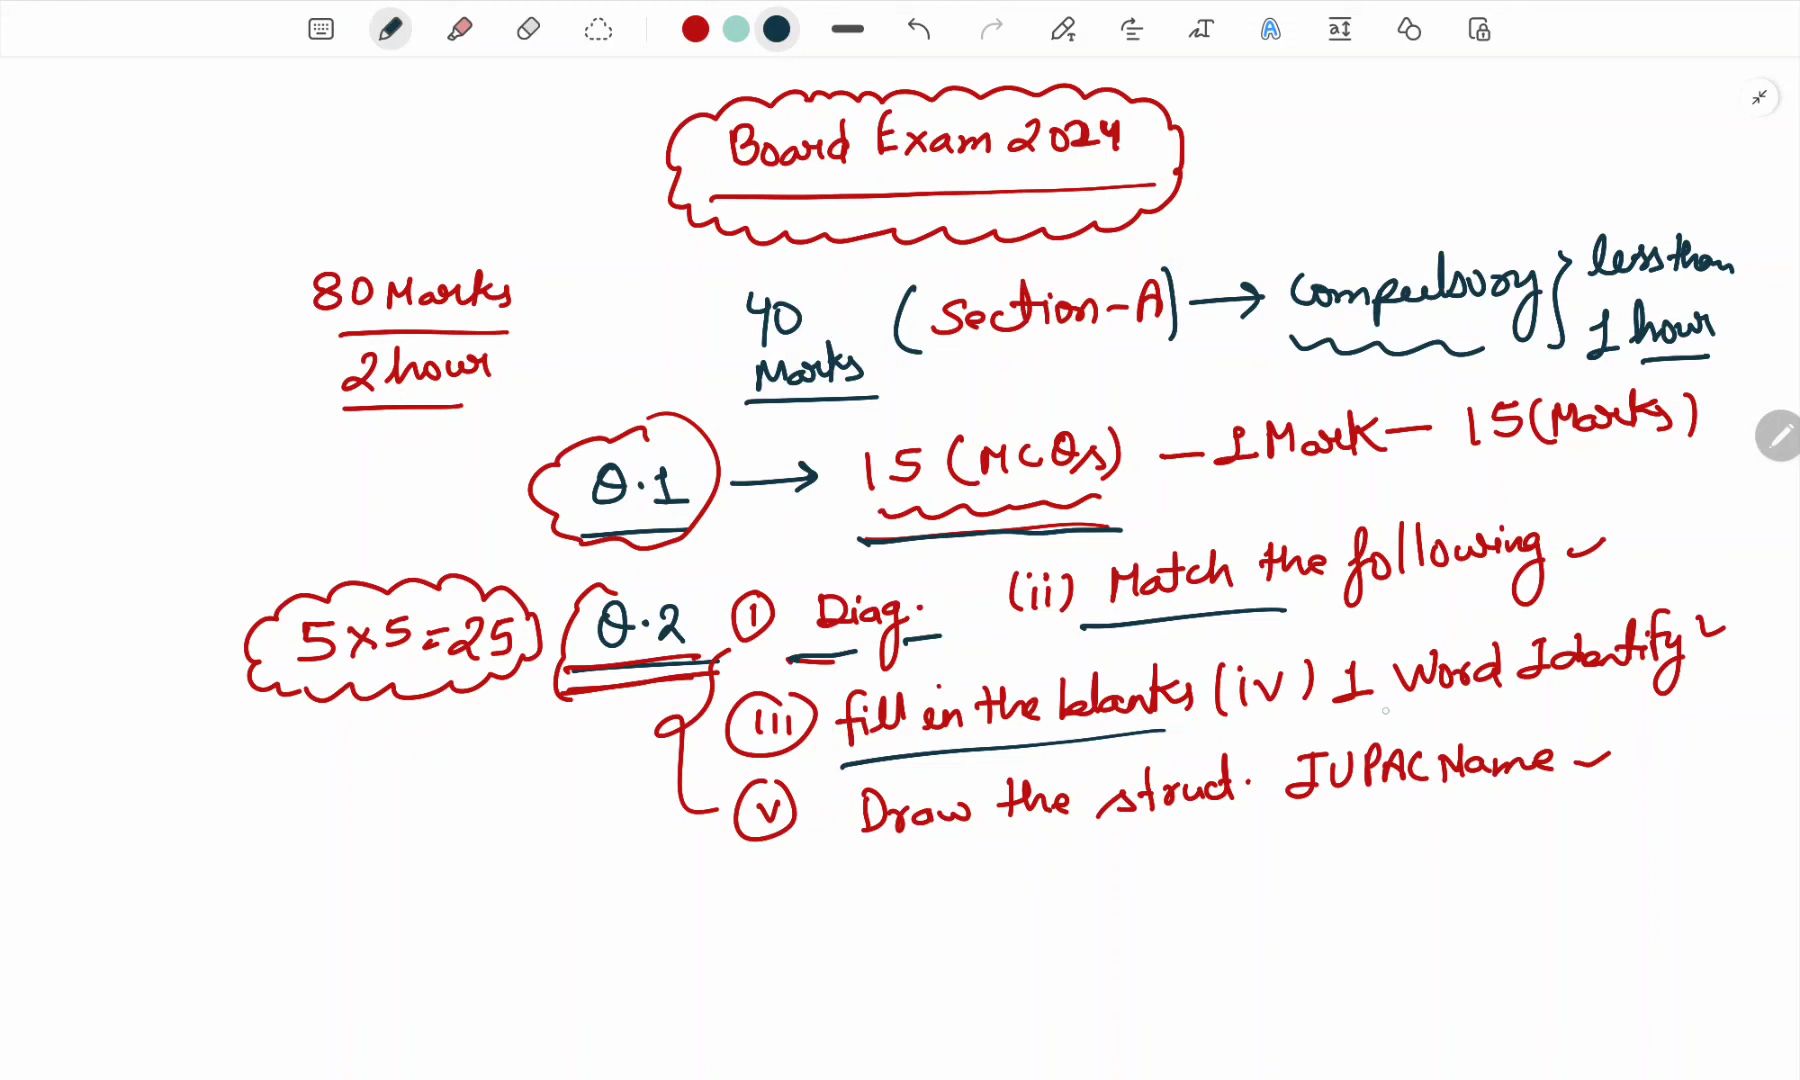 Board Exam 2024
80 Marks
2 hour
40 Marks (Section-A) → Compulsory } less than 1 hour
Q.1 → 15 (MCQs) — 1 Mark — 15 (Marks)
5 x 5 = 25
Q.2 (i) Diag. (ii) Match the following ✓
(iii) fill in the blanks (iv) 1 Word Identify ✓
(v) Draw the struct. IUPAC Name ✓